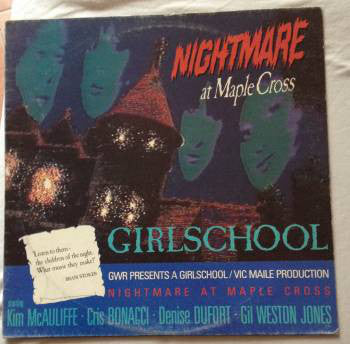 NIGHTMARE
at Maple Cross
"Listen to them -
the children of the night.
What music they make!"
BRAM STOKER
GIRLSCHOOL
GWR PRESENTS A GIRLSCHOOL / VIC MAILE PRODUCTION
NIGHTMARE AT MAPLE CROSS
starring
Kim McAULIFFE · Cris BONACCI · Denise DUFORT · Gil WESTON JONES